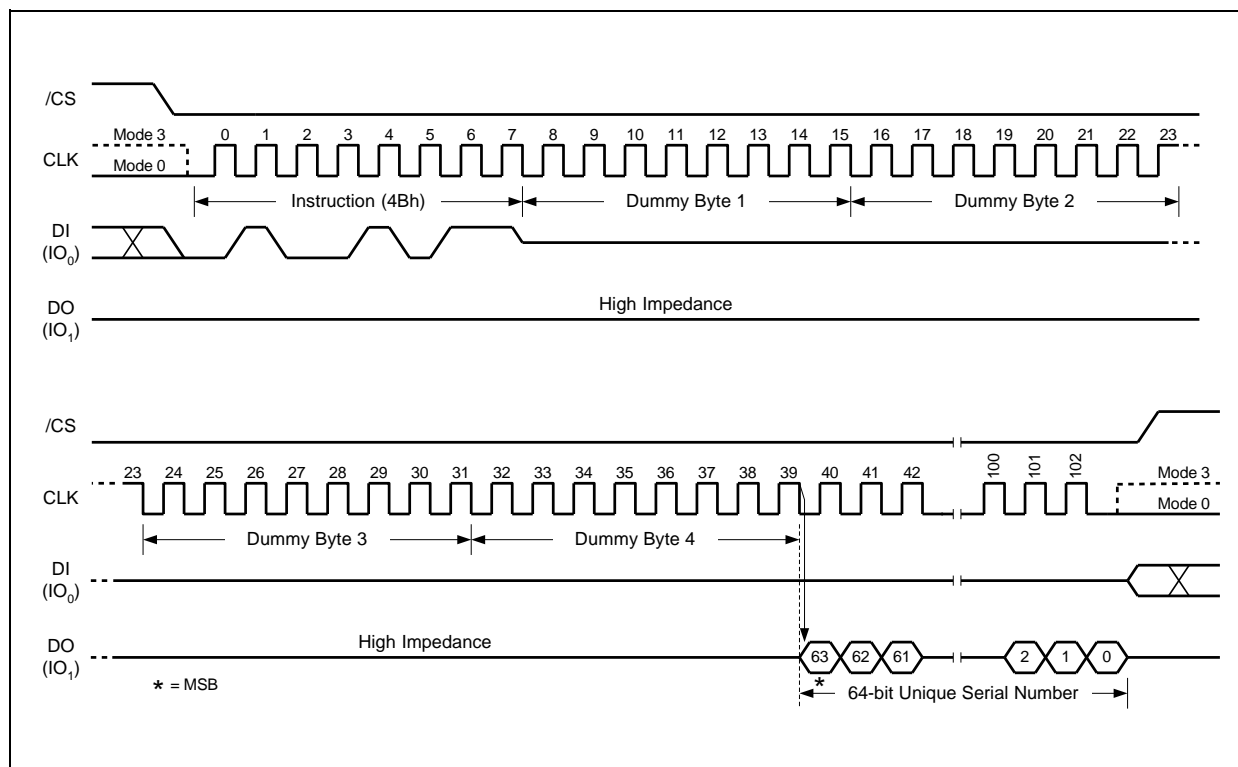 /CS
Mode 3
0 1 2 3 4 5 6 7 8 9 10 11 12 13 14 15 16 17 18 19 20 21 22 23
CLK
Mode 0
Instruction (4Bh)
Dummy Byte 1
Dummy Byte 2
DI
(IO0)
DO
(IO1)
High Impedance
/CS
23 24 25 26 27 28 29 30 31 32 33 34 35 36 37 38 39 40 41 42 100 101 102
Mode 3
CLK
Mode 0
Dummy Byte 3
Dummy Byte 4
DI
(IO0)
DO
(IO1)
High Impedance
63 62 61 2 1 0
* = MSB
*
64-bit Unique Serial Number